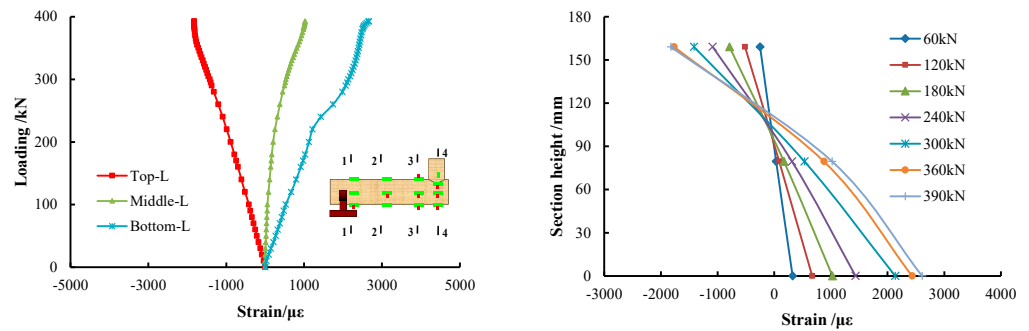 400
300
200
100
0
Loading /kN
Top-L
Middle-L
Bottom-L
1 2 3 4
1 2 3 4
-5000 -3000 -1000 1000 3000 5000
Strain/με
180
150
120
90
60
30
0
Section height /mm
60kN
120kN
180kN
240kN
300kN
360kN
390kN
-3000 -2000 -1000 0 1000 2000 3000 4000
Strain /με